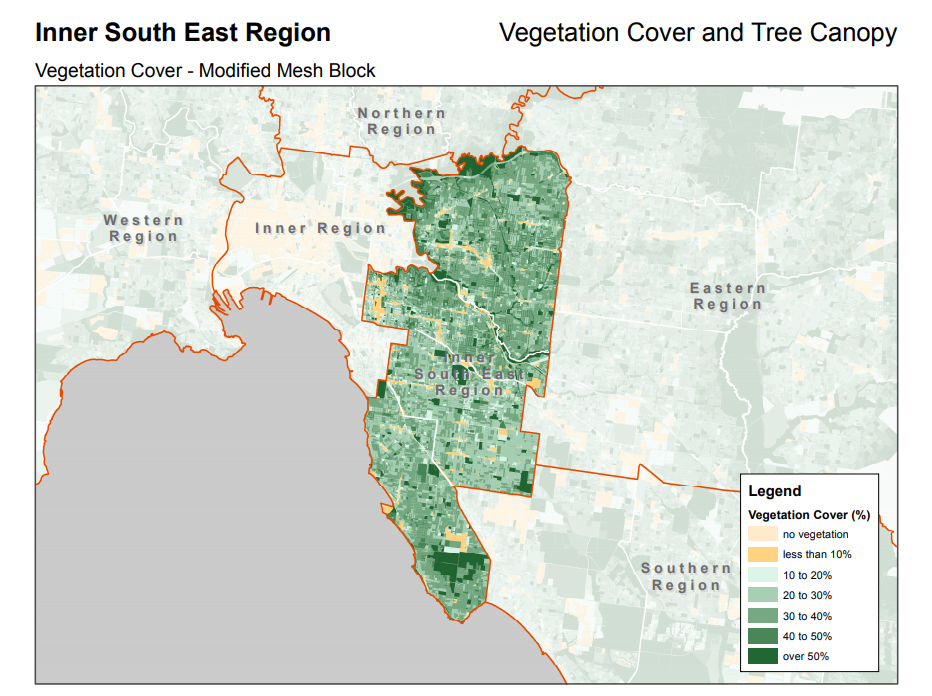 Inner South East Region
Vegetation Cover and Tree Canopy
Vegetation Cover - Modified Mesh Block
Northern
Region
Western
Region
Inner Region
Eastern
Region
Inner
South East
Region
Southern
Region
Legend
Vegetation Cover (%)
no vegetation
less than 10%
10 to 20%
20 to 30%
30 to 40%
40 to 50%
over 50%